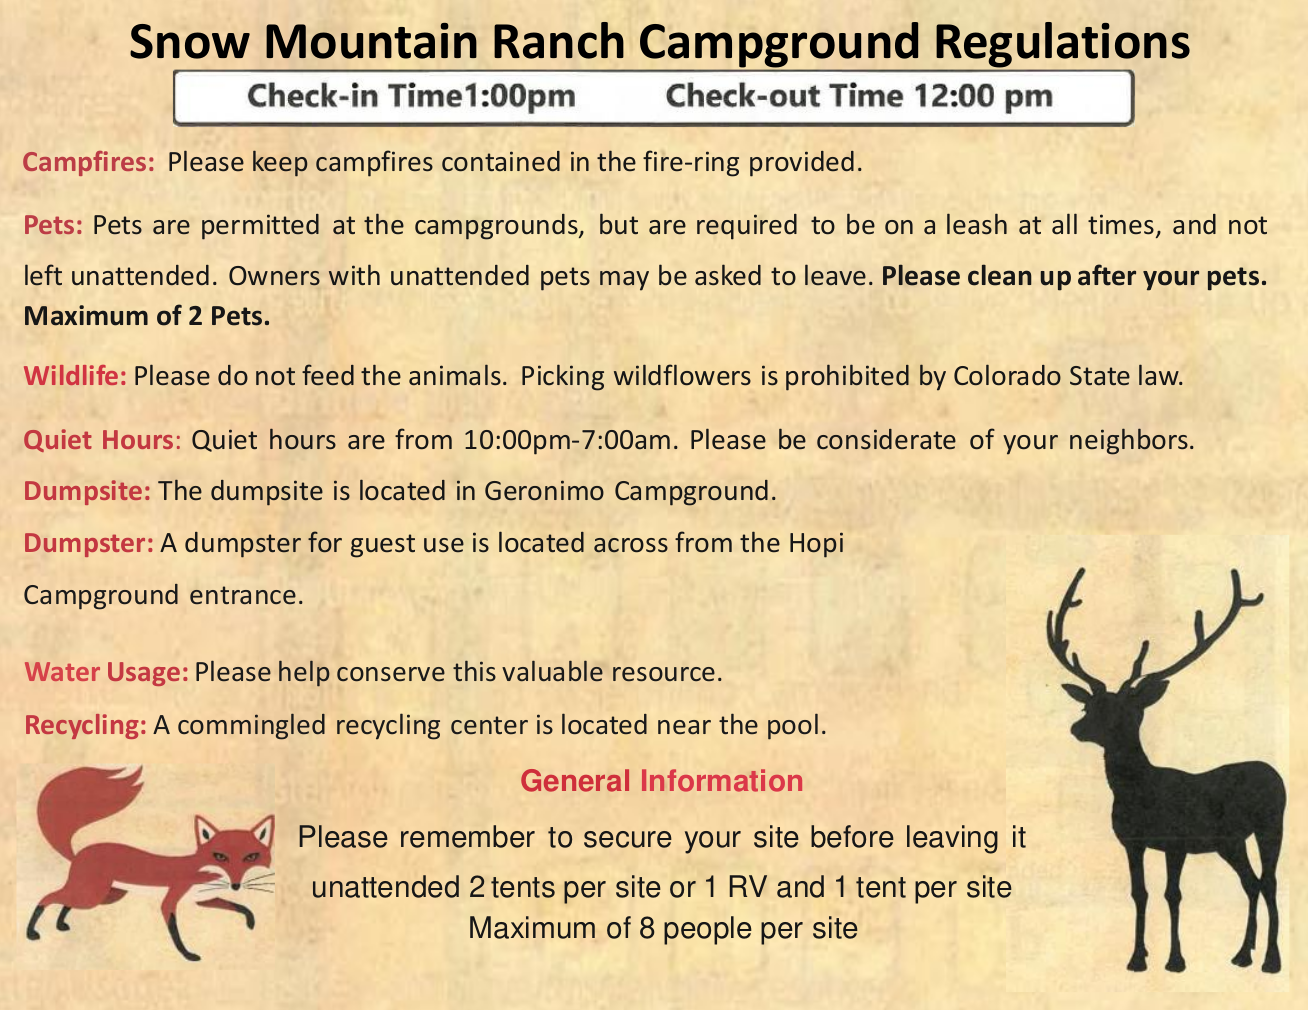 Snow Mountain Ranch Campground Regulations
Check-in Time1:00pm Check-out Time 12:00 pm
Campfires: Please keep campfires contained in the fire-ring provided.
Pets: Pets are permitted at the campgrounds, but are required to be on a leash at all times, and not
left unattended. Owners with unattended pets may be asked to leave. Please clean up after your pets.
Maximum of 2 Pets.
Wildlife: Please do not feed the animals. Picking wildflowers is prohibited by Colorado State law.
Quiet Hours: Quiet hours are from 10:00pm-7:00am. Please be considerate of your neighbors.
Dumpsite: The dumpsite is located in Geronimo Campground.
Dumpster: A dumpster for guest use is located across from the Hopi
Campground entrance.
Water Usage: Please help conserve this valuable resource.
Recycling: A commingled recycling center is located near the pool.
General Information
Please remember to secure your site before leaving it
unattended 2 tents per site or 1 RV and 1 tent per site
Maximum of 8 people per site